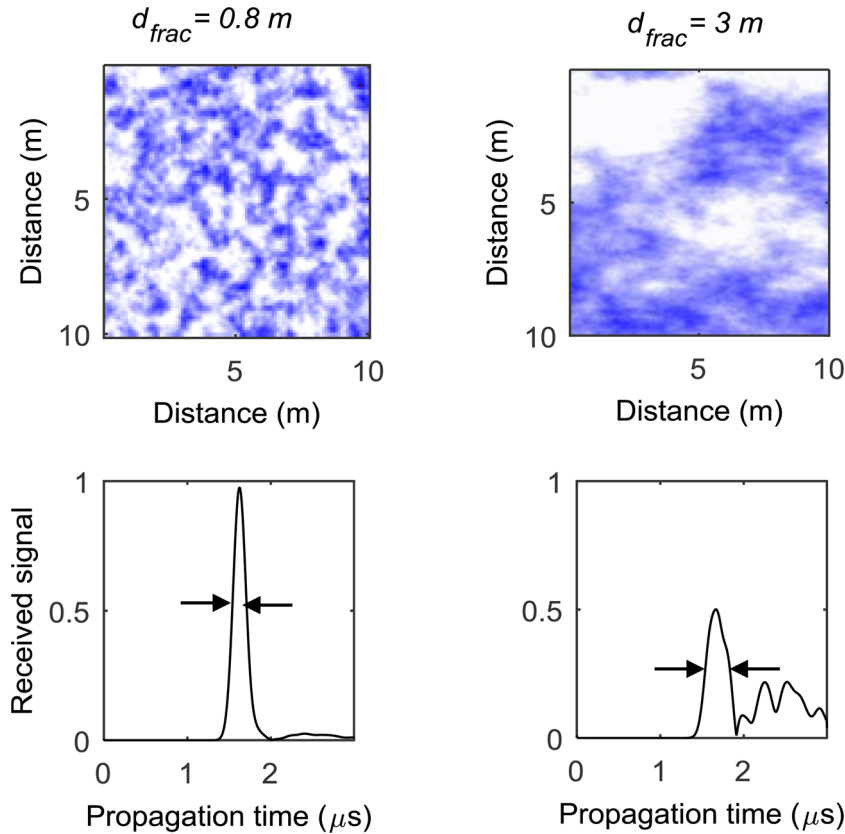 d_frac = 0.8 m
d_frac = 3 m
Distance (m)
5
10
5
10
Distance (m)
Distance (m)
5
10
5
10
Distance (m)
Received signal
1
0.5
0
0
1
2
Propagation time (μs)
1
0.5
0
0
1
2
Propagation time (μs)